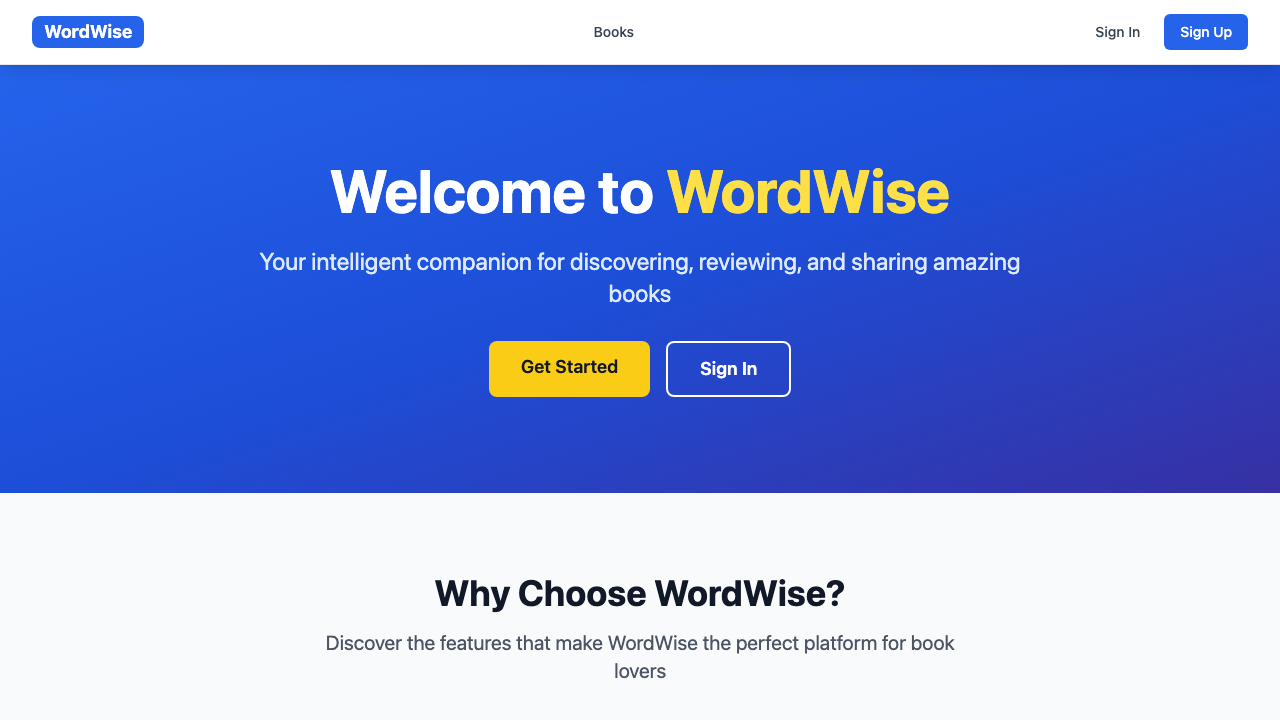 WordWise
Books
Sign In
Sign Up
Welcome to WordWise
Your intelligent companion for discovering, reviewing, and sharing amazing
books
Get Started
Sign In
Why Choose WordWise?
Discover the features that make WordWise the perfect platform for book
lovers